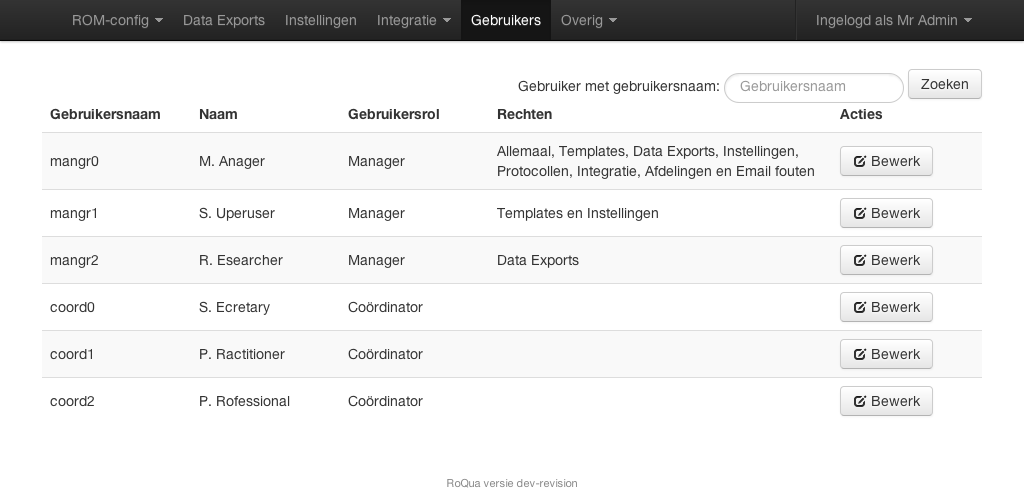 ROM-config Data Exports Instellingen Integratie Gebruikers Overig Ingelogd als Mr Admin
Gebruiker met gebruikersnaam: Gebruikersnaam Zoeken
Gebruikersnaam Naam Gebruikersrol Rechten Acties
mangr0 M. Anager Manager Allemaal, Templates, Data Exports, Instellingen,
Protocollen, Integratie, Afdelingen en Email fouten Bewerk
mangr1 S. Uperuser Manager Templates en Instellingen Bewerk
mangr2 R. Esearcher Manager Data Exports Bewerk
coord0 S. Ecretary Coördinator Bewerk
coord1 P. Ractitioner Coördinator Bewerk
coord2 P. Rofessional Coördinator Bewerk
RoQua versie dev-revision